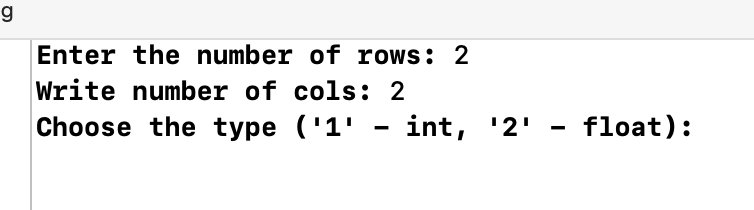 g
Enter the number of rows: 2
Write number of cols: 2
Choose the type ('1' – int, '2' – float):